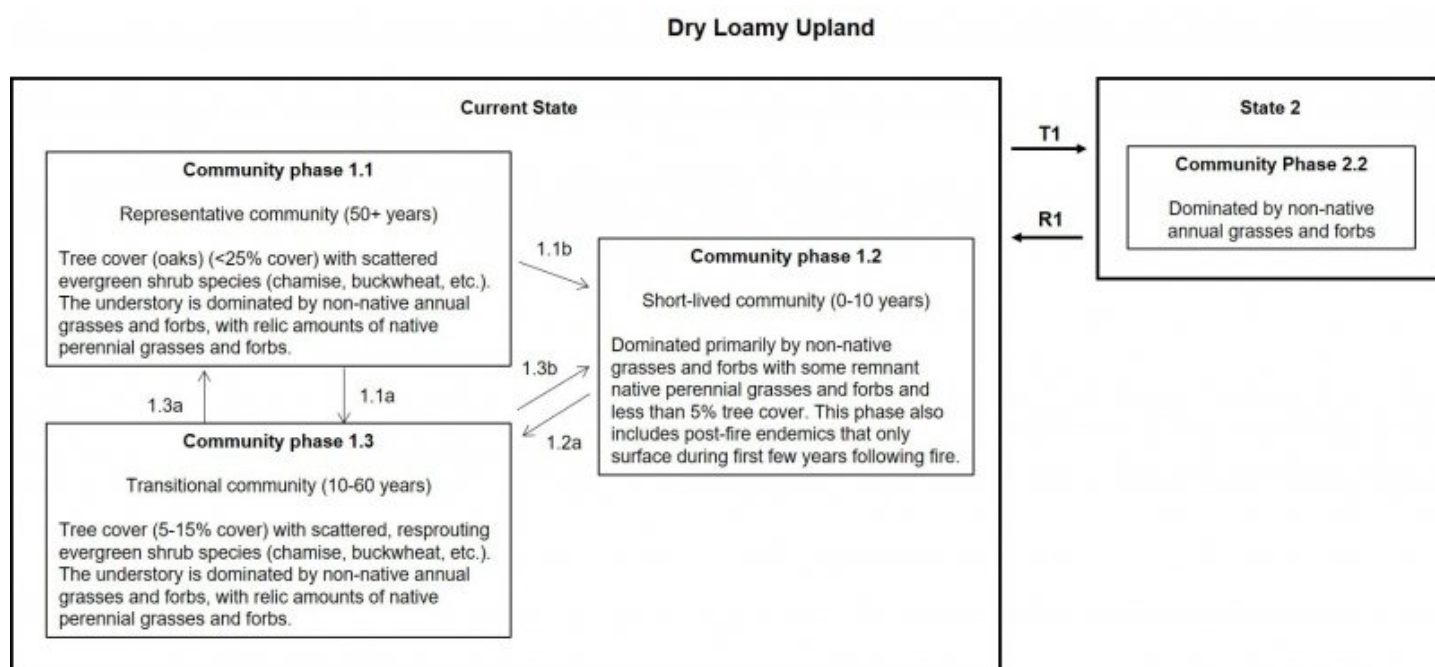 Dry Loamy Upland
Current State
Community phase 1.1
Representative community (50+ years)
Tree cover (oaks) (<25% cover) with scattered
evergreen shrub species (chamise, buckwheat, etc.).
The understory is dominated by non-native annual
grasses and forbs, with relic amounts of native
perennial grasses and forbs.
1.1b
1.3a
1.1a
1.3b
1.2a
Community phase 1.2
Short-lived community (0-10 years)
Dominated primarily by non-native
grasses and forbs with some remnant
native perennial grasses and forbs and
less than 5% tree cover. This phase also
includes post-fire endemics that only
surface during first few years following fire.
Community phase 1.3
Transitional community (10-60 years)
Tree cover (5-15% cover) with scattered, resprouting
evergreen shrub species (chamise, buckwheat, etc.).
The understory is dominated by non-native annual
grasses and forbs, with relic amounts of native
perennial grasses and forbs.
T1
R1
State 2
Community Phase 2.2
Dominated by non-native
annual grasses and forbs